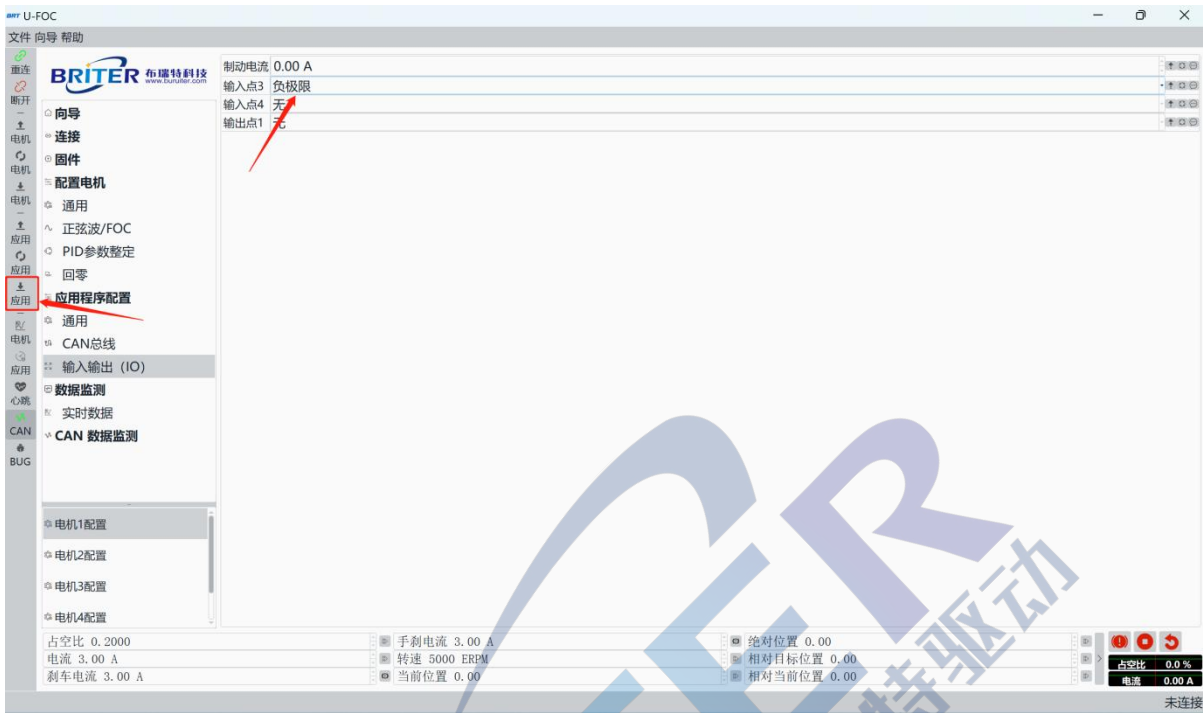 BRT U-FOC
文件 向导 帮助
重连
断开
电机
电机
电机
应用
应用
应用
电机
应用
心跳
CAN
BUG
BRITER 布瑞特科技
www.buruiter.com
向导
连接
固件
配置电机
通用
正弦波/FOC
PID参数整定
回零
应用程序配置
通用
CAN总线
输入输出（IO）
数据监测
实时数据
CAN 数据监测
电机1配置
电机2配置
电机3配置
电机4配置
制动电流 0.00 A
输入点3 负极限
输入点4 无
输出点1 无
占空比 0.2000
电流 3.00 A
刹车电流 3.00 A
手刹电流 3.00 A
转速 5000 ERPM
当前位置 0.00
绝对位置 0.00
相对目标位置 0.00
相对当前位置 0.00
占空比 0.0 %
电流 0.00 A
未连接